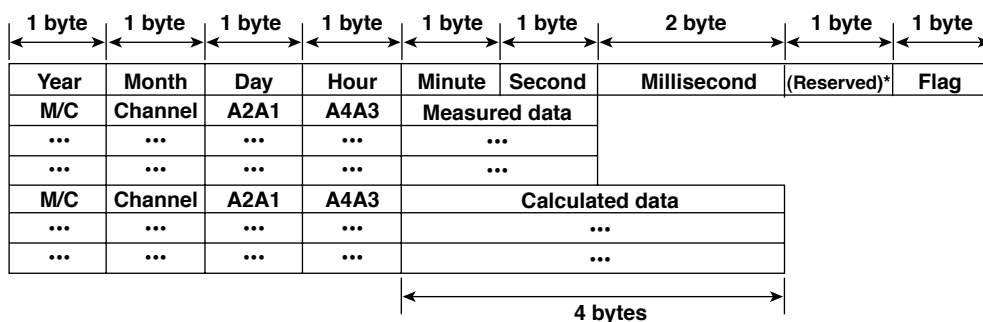 1 byte 1 byte 1 byte 1 byte 1 byte 1 byte 2 byte 1 byte 1 byte
Year Month Day Hour Minute Second Millisecond (Reserved)* Flag
M/C Channel A2A1 A4A3 Measured data
... ... ... ... ...
... ... ... ... ...
M/C Channel A2A1 A4A3 Calculated data
... ... ... ... ...
... ... ... ... ...
4 bytes